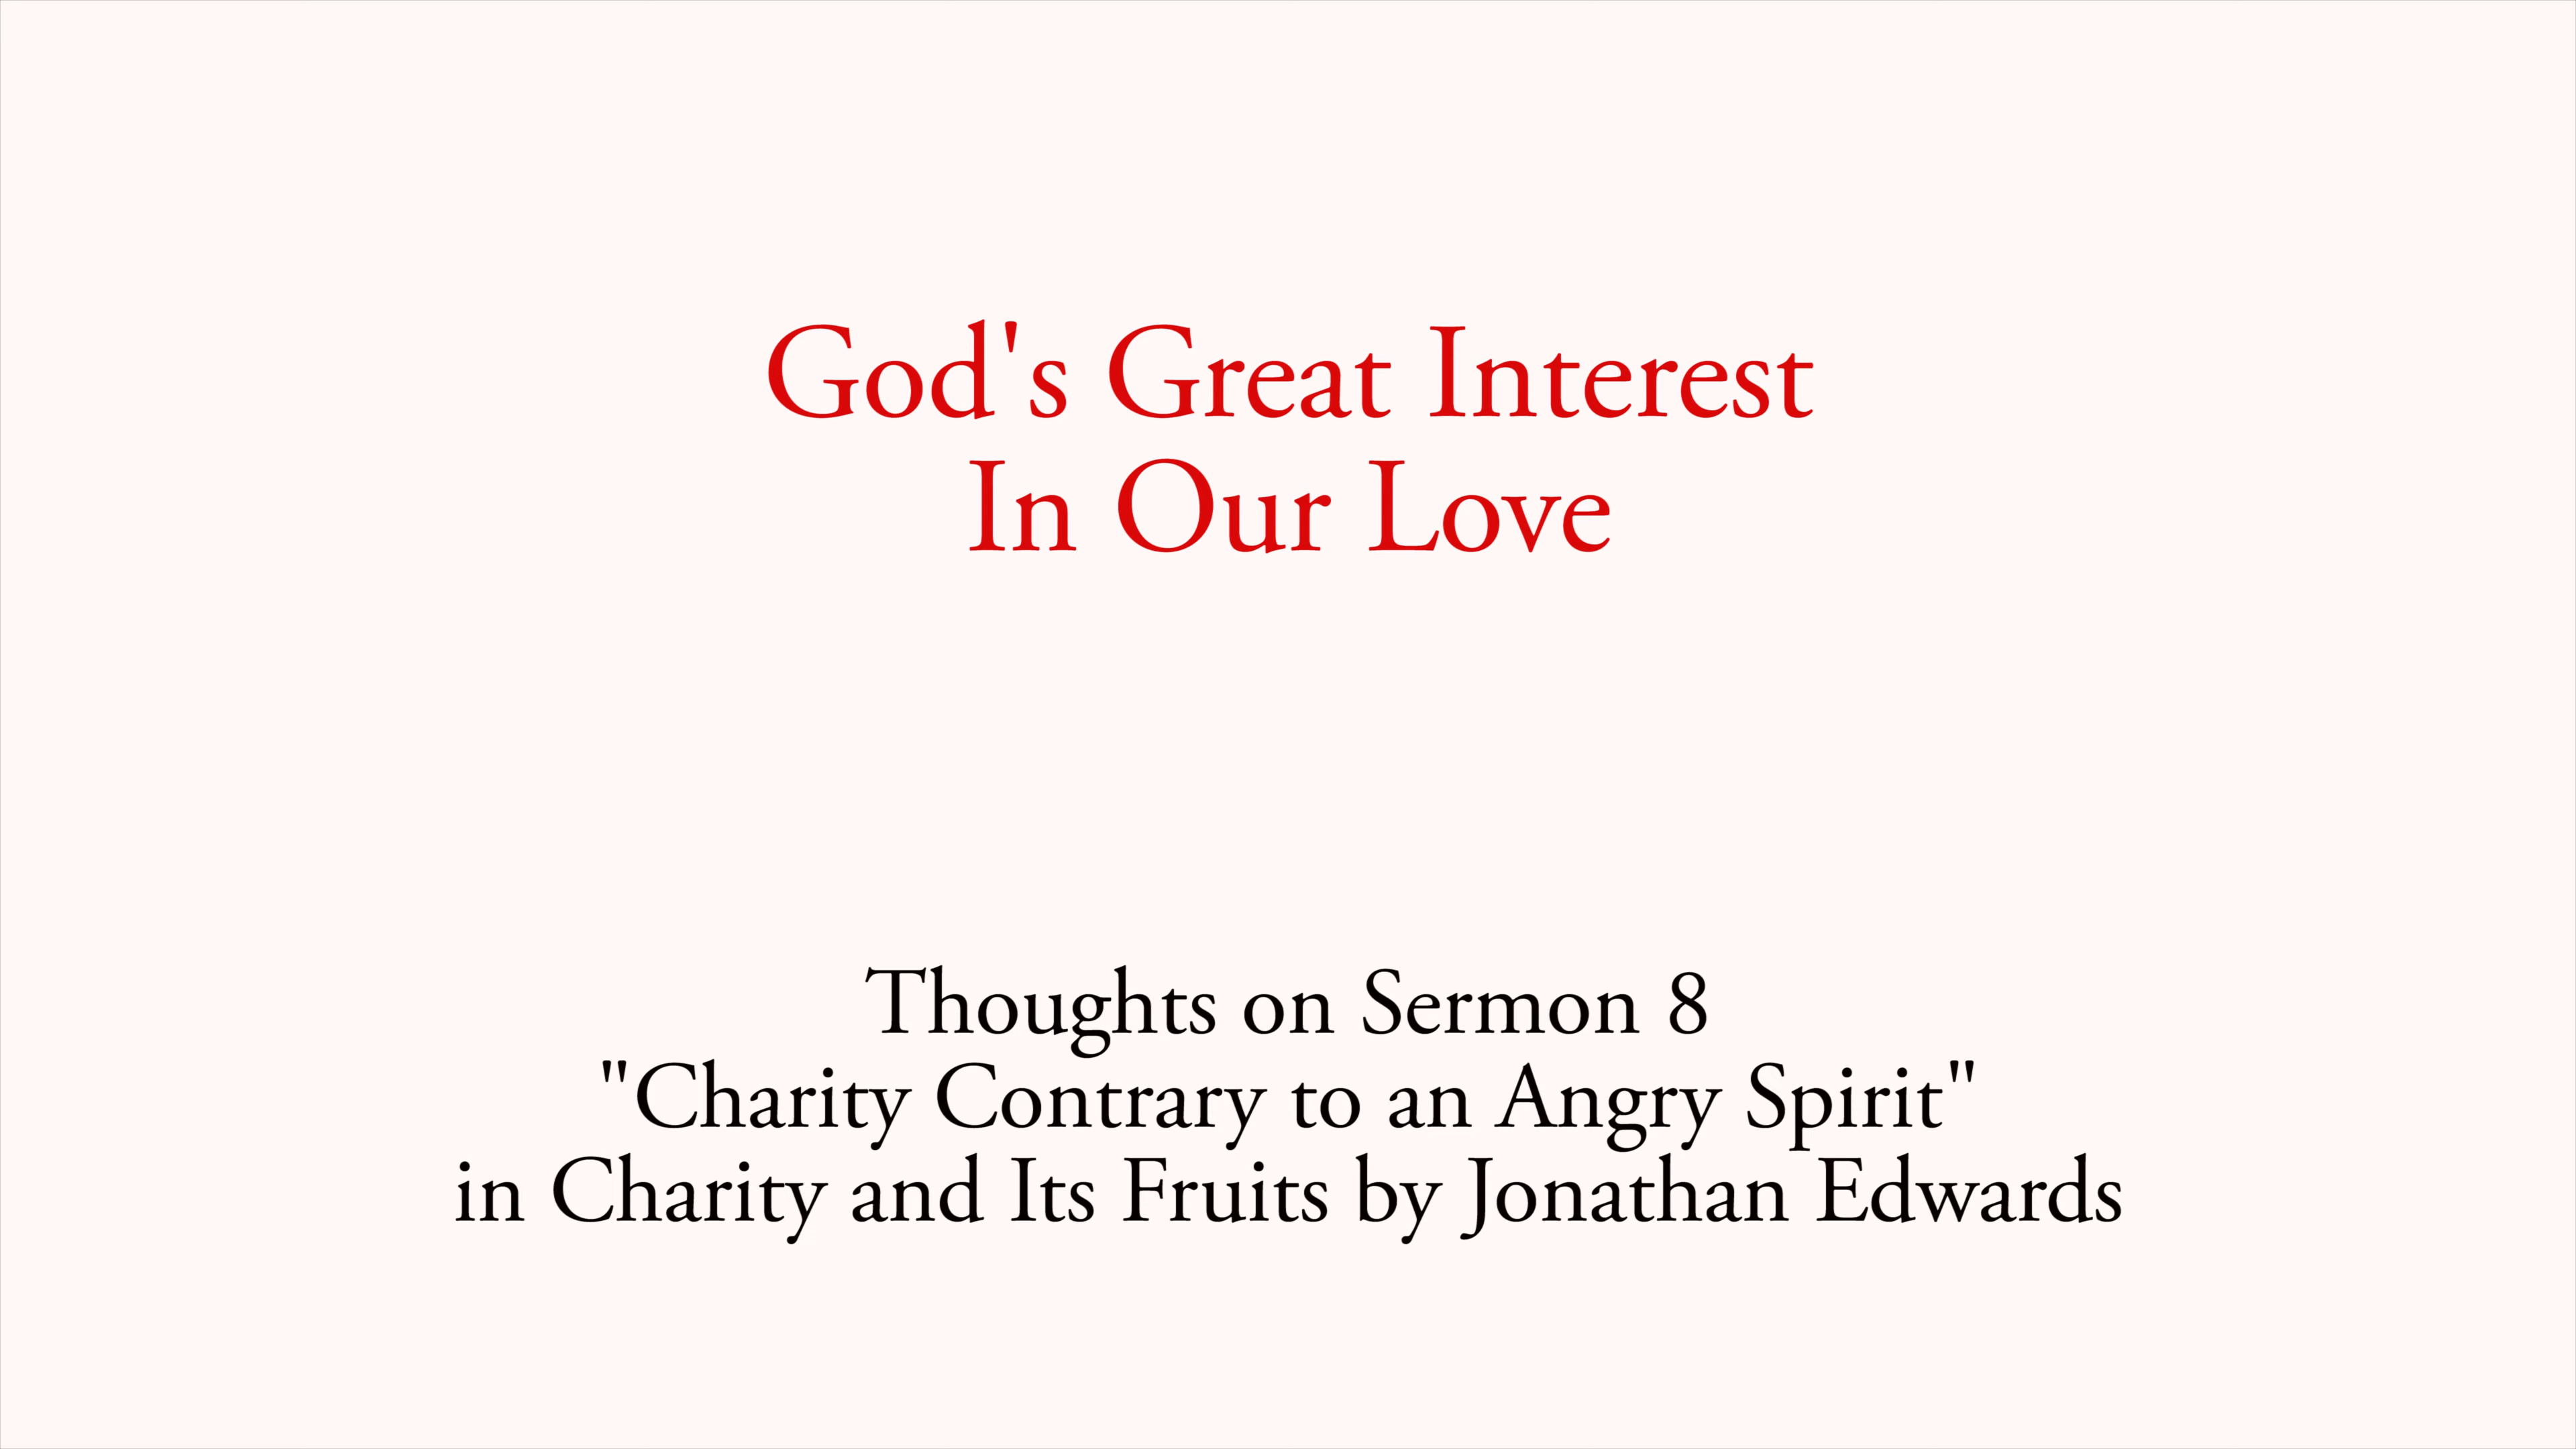 God's Great Interest
In Our Love
Thoughts on Sermon 8
"Charity Contrary to an Angry Spirit"
in Charity and Its Fruits by Jonathan Edwards